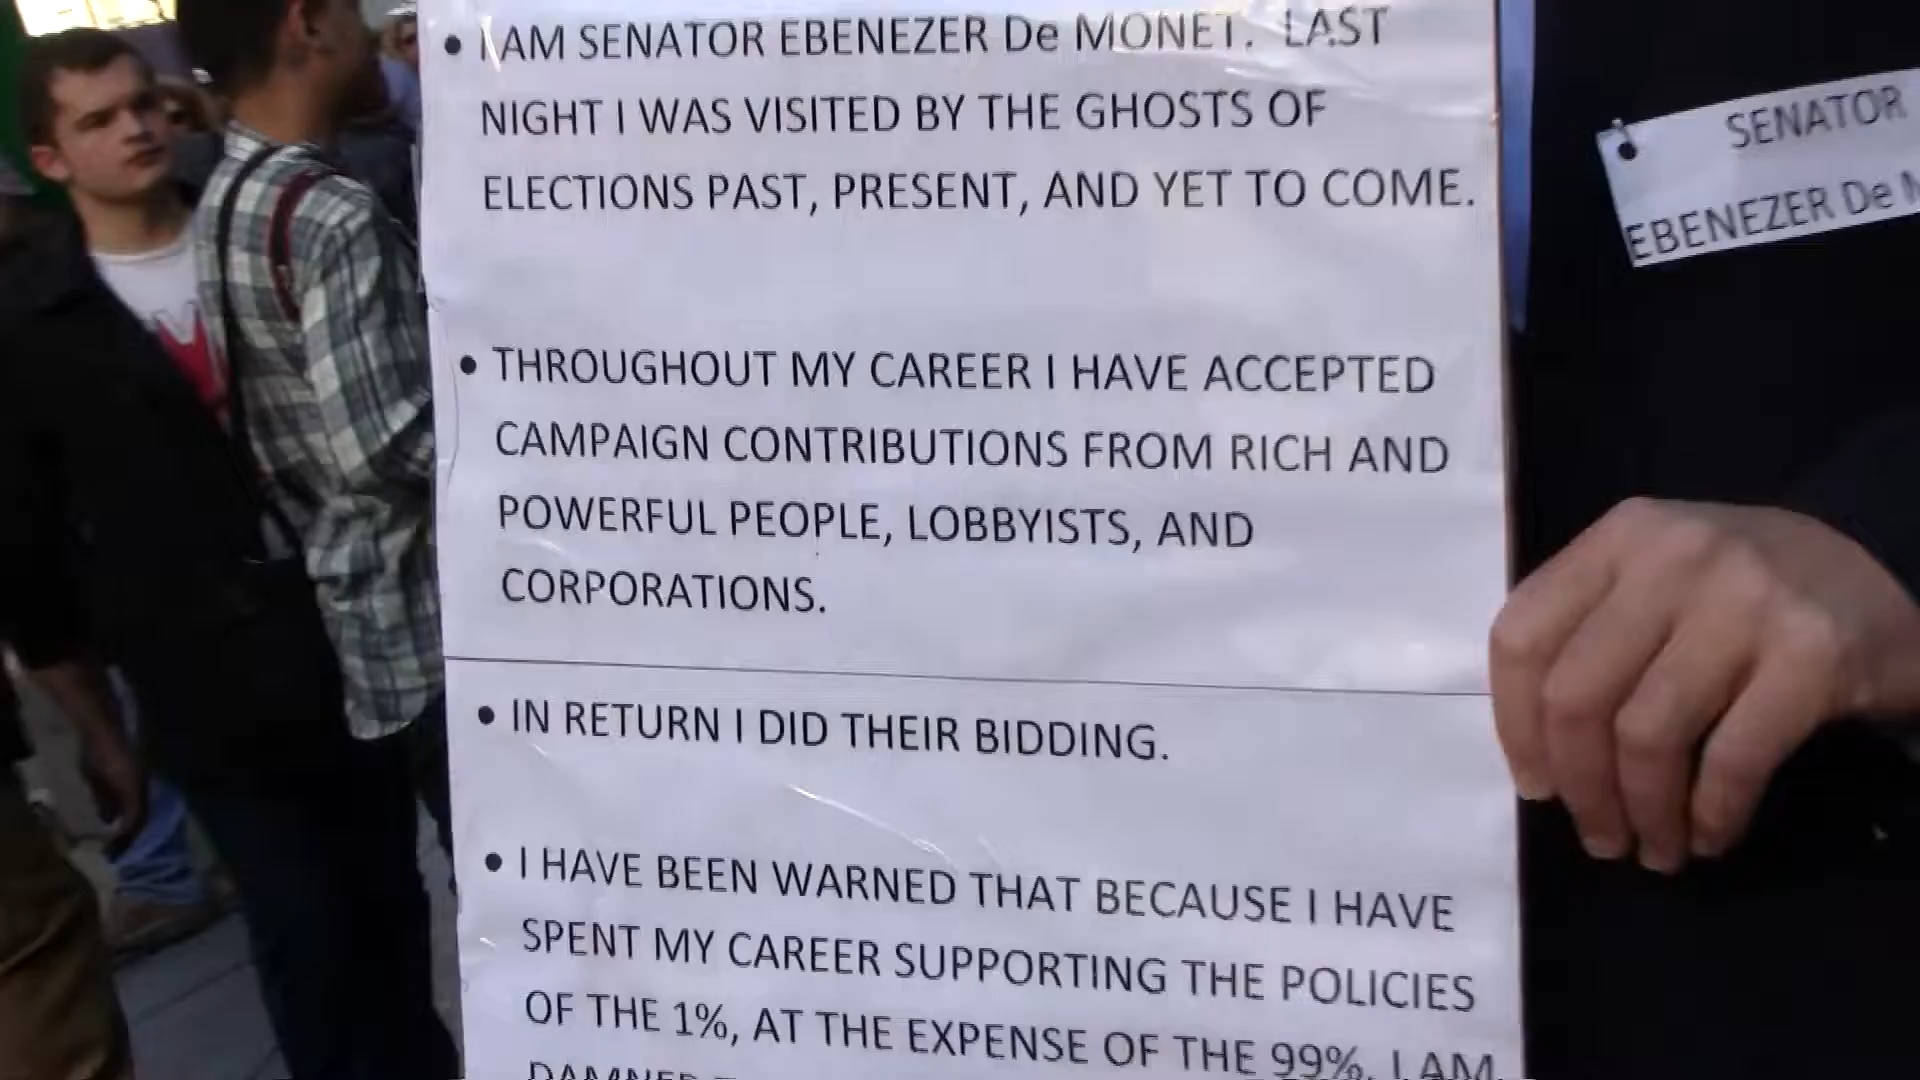 • I AM SENATOR EBENEZER De MONET. LAST
NIGHT I WAS VISITED BY THE GHOSTS OF
ELECTIONS PAST, PRESENT, AND YET TO COME.
• THROUGHOUT MY CAREER I HAVE ACCEPTED
CAMPAIGN CONTRIBUTIONS FROM RICH AND
POWERFUL PEOPLE, LOBBYISTS, AND
CORPORATIONS.
• IN RETURN I DID THEIR BIDDING.
• I HAVE BEEN WARNED THAT BECAUSE I HAVE
SPENT MY CAREER SUPPORTING THE POLICIES
OF THE 1%, AT THE EXPENSE OF THE 99%, I AM
DAMNED
SENATOR
EBENEZER De